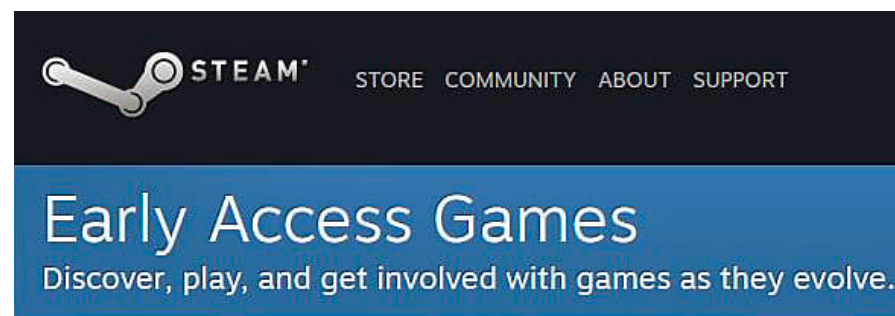 STEAM
STORE COMMUNITY ABOUT SUPPORT
Early Access Games
Discover, play, and get involved with games as they evolve.